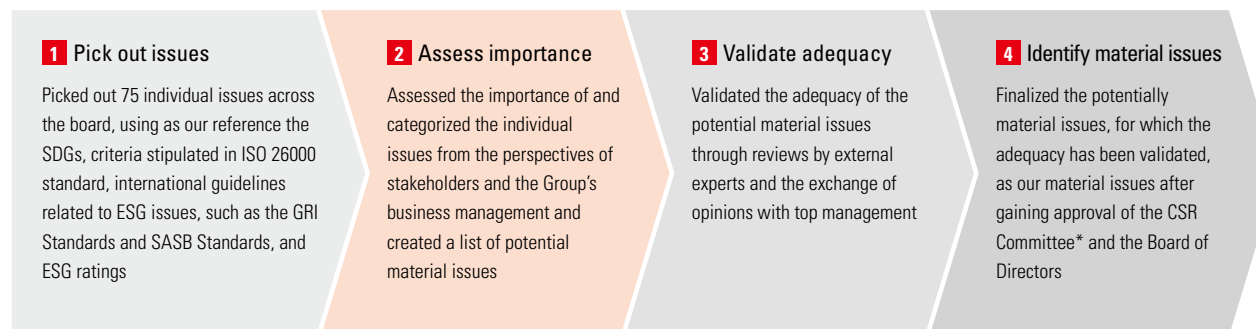 1 Pick out issues
Picked out 75 individual issues across
the board, using as our reference the
SDGs, criteria stipulated in ISO 26000
standard, international guidelines
related to ESG issues, such as the GRI
Standards and SASB Standards, and
ESG ratings
2 Assess importance
Assessed the importance of and
categorized the individual
issues from the perspectives of
stakeholders and the Group's
business management and
created a list of potential
material issues
3 Validate adequacy
Validated the adequacy of the
potential material issues
through reviews by external
experts and the exchange of
opinions with top management
4 Identify material issues
Finalized the potentially
material issues, for which the
adequacy has been validated,
as our material issues after
gaining approval of the CSR
Committee* and the Board of
Directors